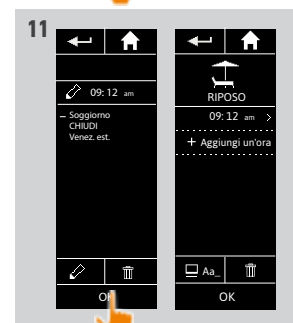 11
09:12 am
– Soggiorno
CHIUDI
Venez. est.
OK
RIPOSO
09:12 am >
+ Aggiungi un'ora
Aa_
OK